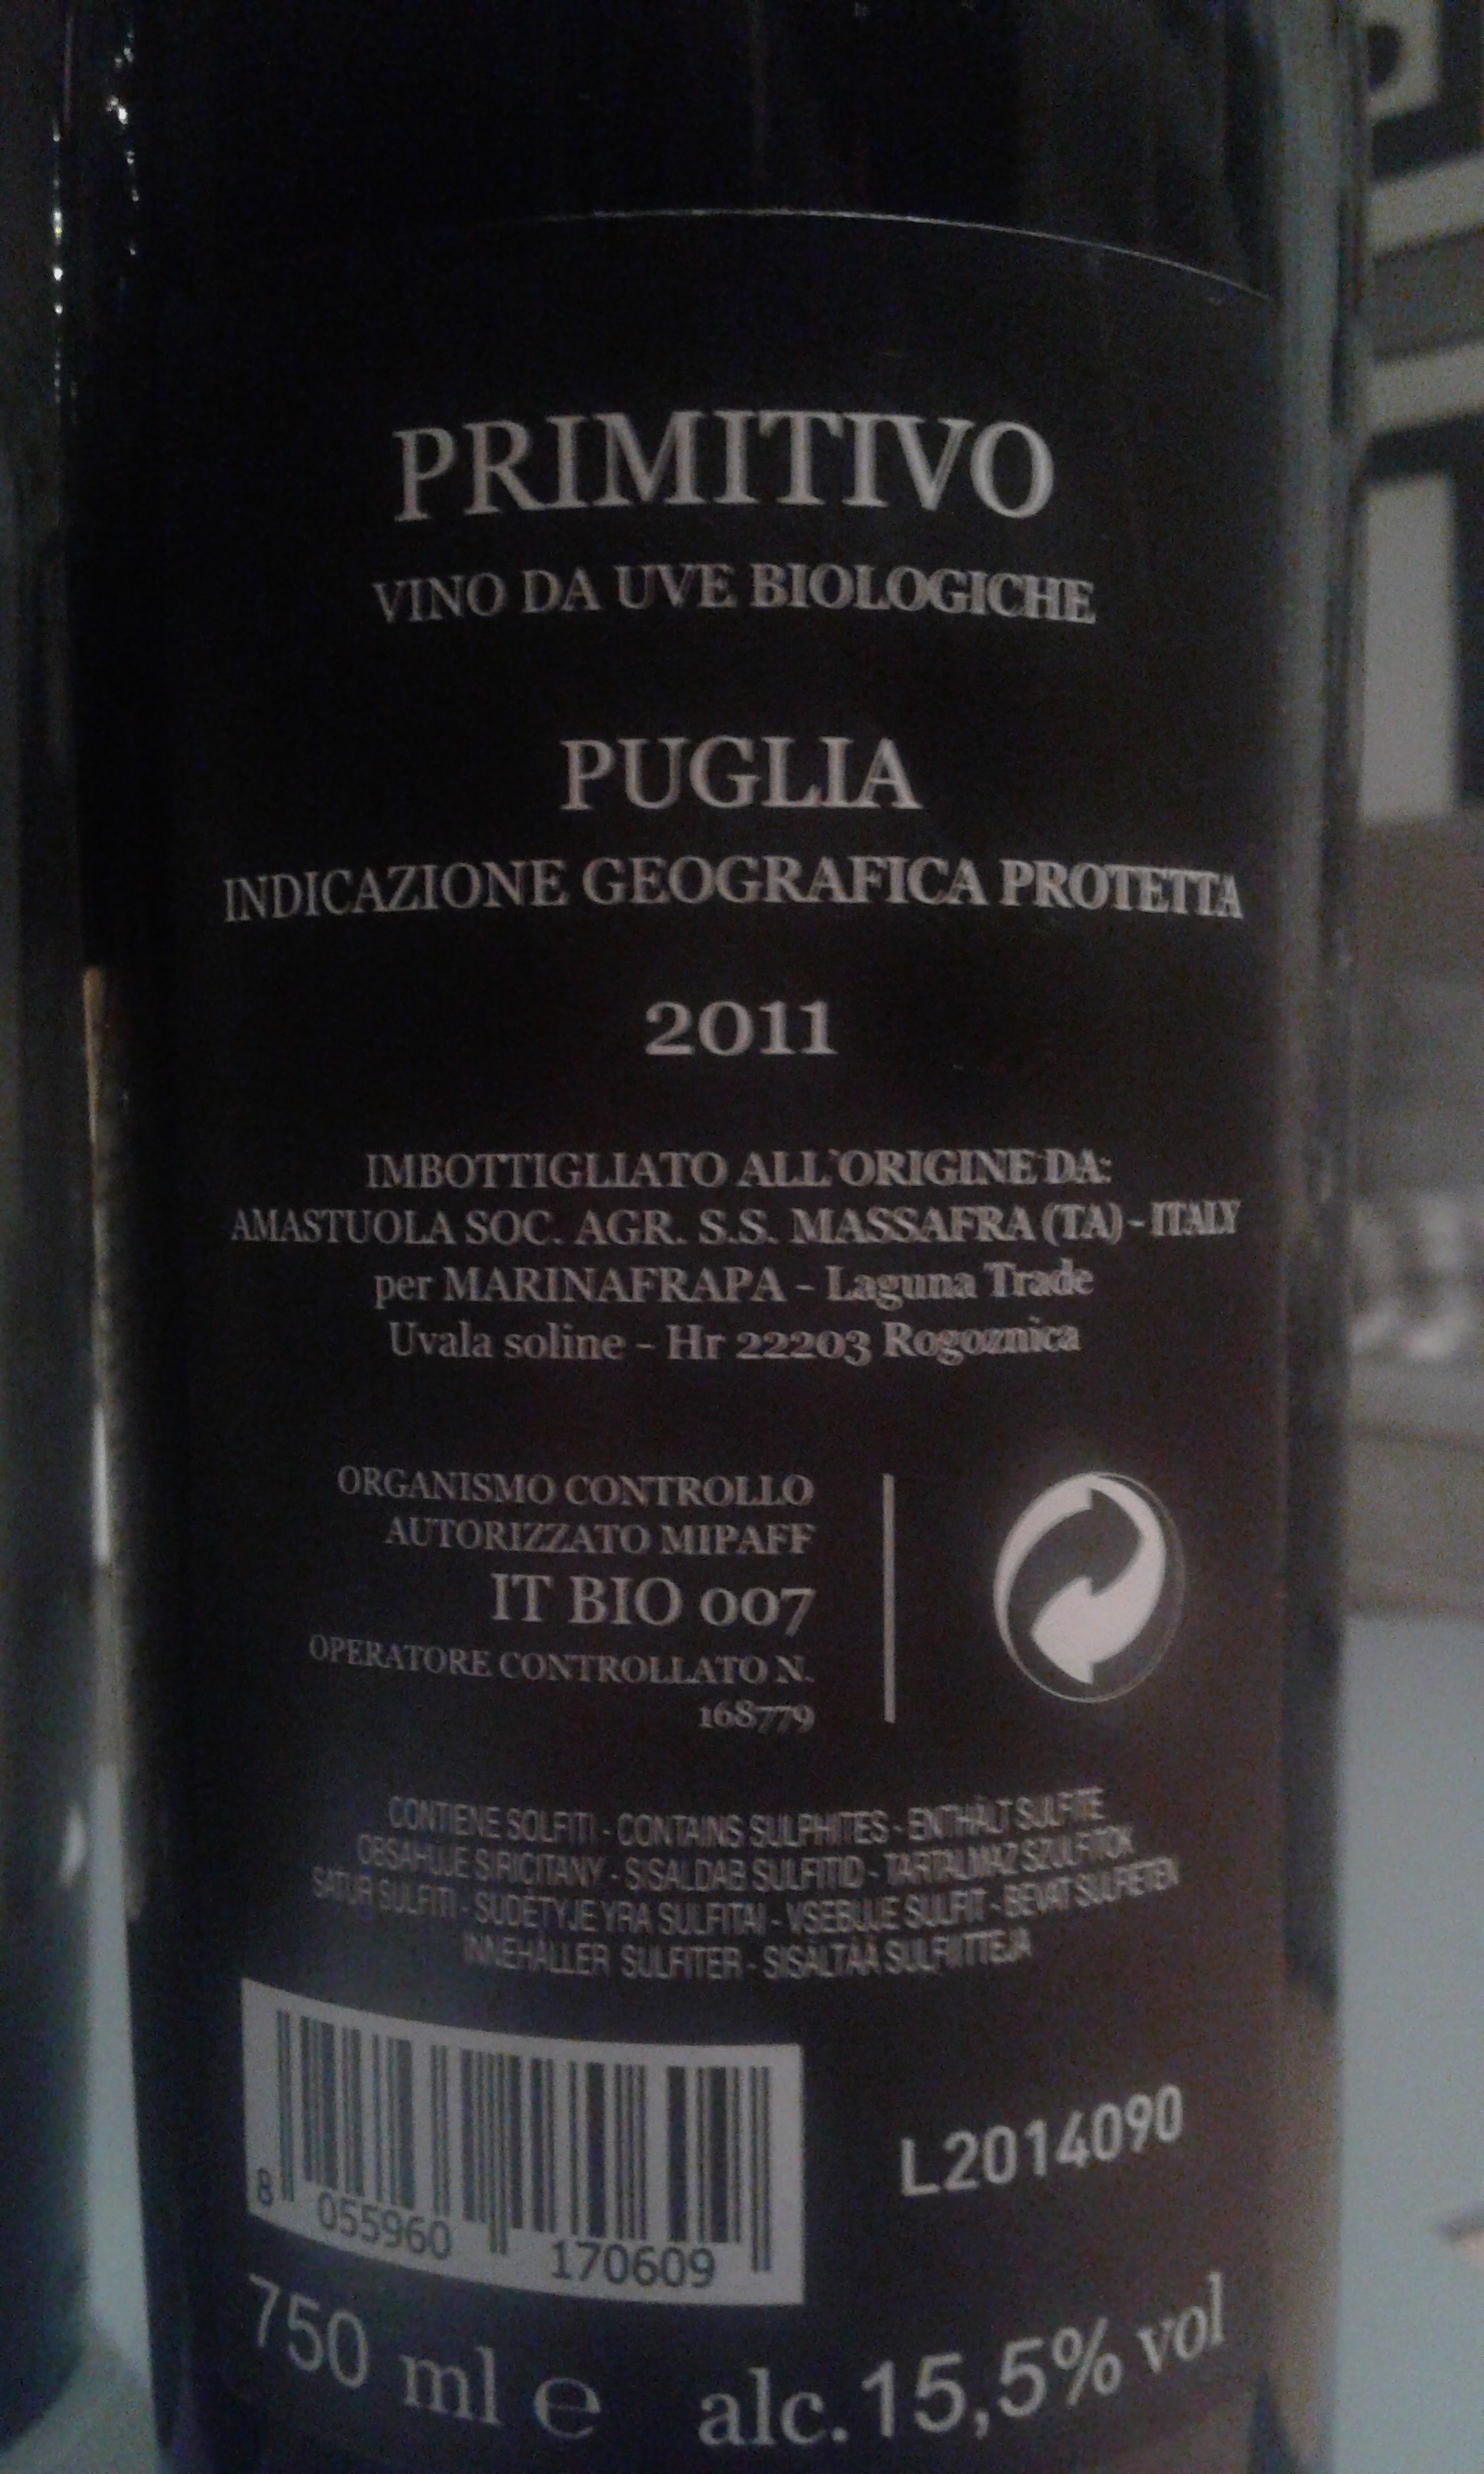 PRIMITIVO
VINO DA UVE BIOLOGICHE
PUGLIA
INDICAZIONE GEOGRAFICA PROTETTA
2011
IMBOTTIGLIATO ALL'ORIGINE DA:
AMASTUOLA SOC. AGR. S.S. MASSAFRA (TA) - ITALY
per MARINAFRAPA - Laguna Trade
Uvala soline - Hr 22203 Rogoznica
ORGANISMO CONTROLLO
AUTORIZZATO MIPAFF
IT BIO 007
OPERATORE CONTROLLATO N.
168779
CONTIENE SOLFITI - CONTAINS SULPHITES - ENTHÄLT SULFITE
OBSAHUJE SIRICITANY - SISALDAB SULFITID - TARTALMAZ SZULFITOK
SATUR SULFITI - SUDĖTYJE YRA SULFITAI - VSEBUJE SULFIT - BEVAT SULFIETEN
INNEHÅLLER SULFITER - SISÄLTÄÄ SULFIITTEJA
8 055960 170609
L2014090
750 ml e alc. 15,5% vol